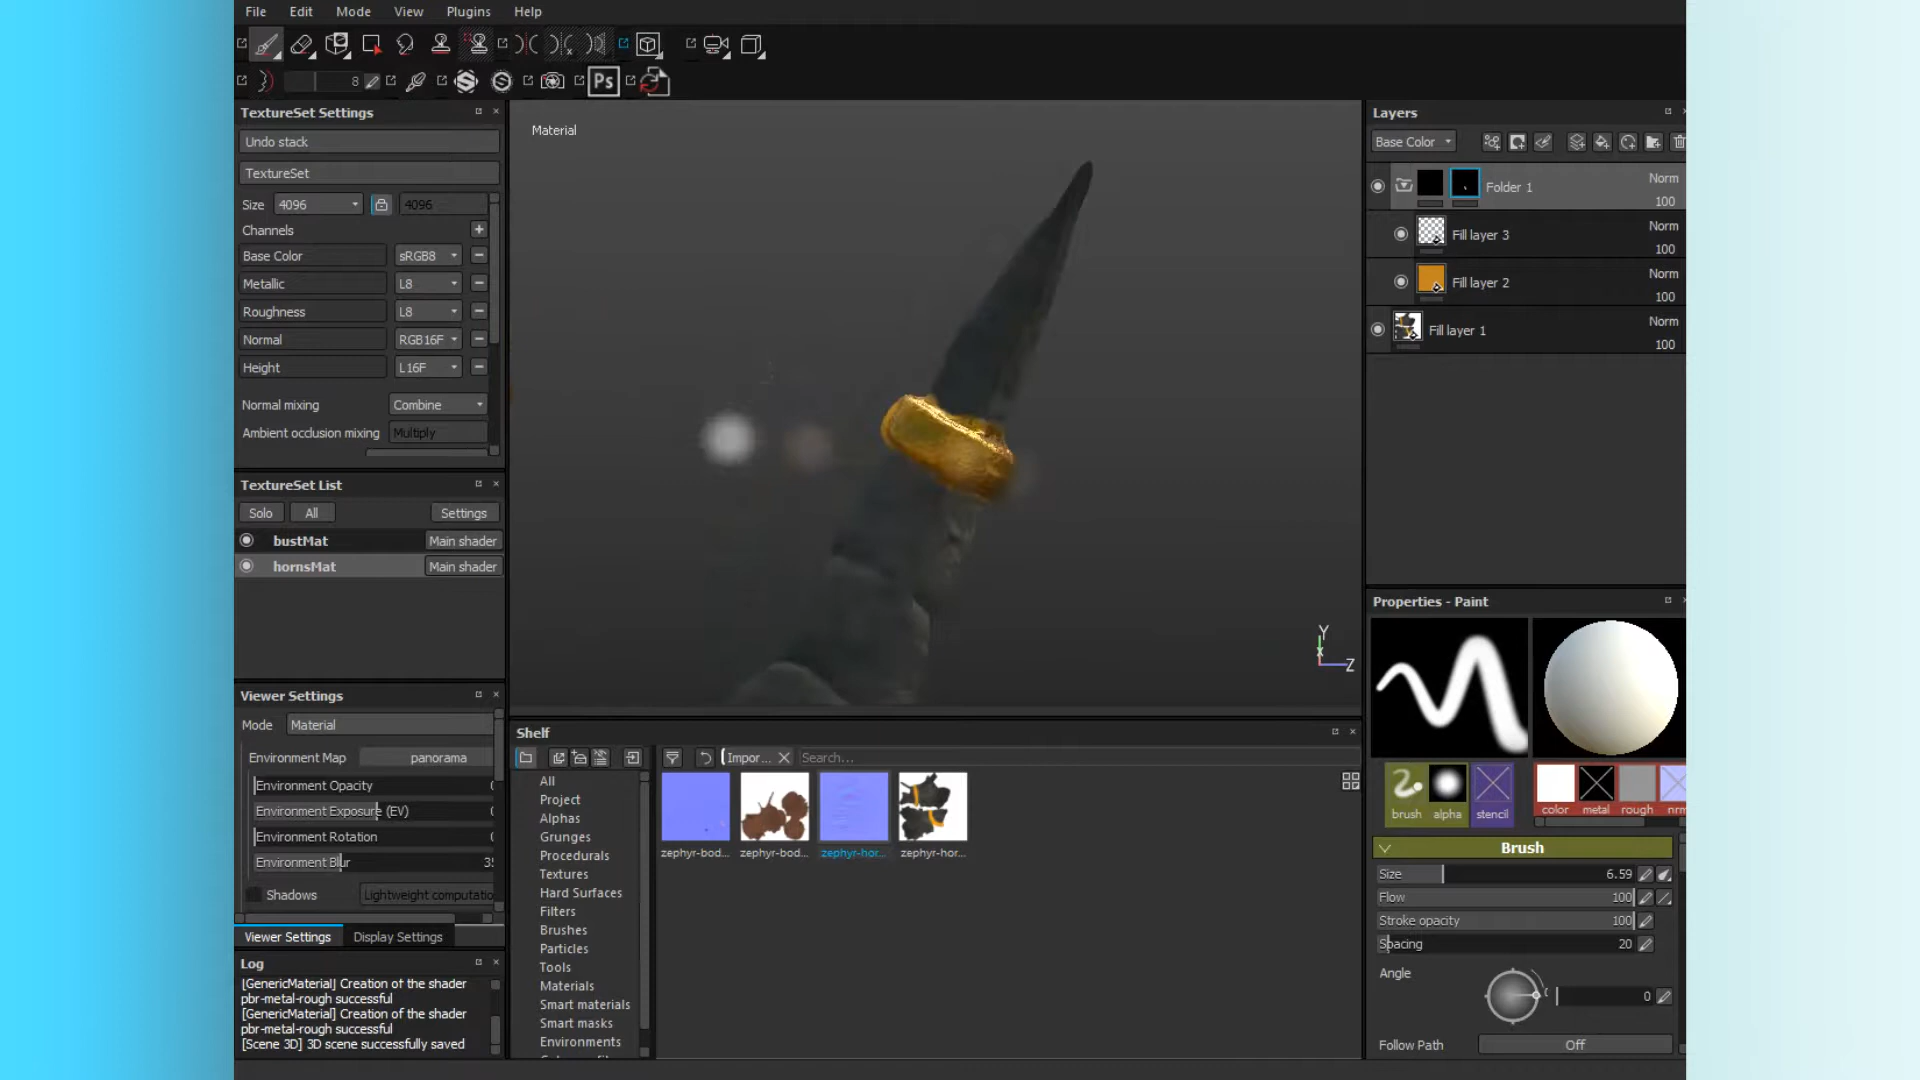 File Edit Mode View Plugins Help
8
Ps
TextureSet Settings
Undo stack
TextureSet
Size 4096 4096
Channels
Base Color sRGB8
Metallic L8
Roughness L8
Normal RGB16F
Height L16F
Normal mixing Combine
Ambient occlusion mixing Multiply
TextureSet List
Solo All Settings
bustMat Main shader
hornsMat Main shader
Viewer Settings
Mode Material
Environment Map panorama
Environment Opacity
Environment Exposure (EV)
Environment Rotation
Environment Blur
Shadows Lightweight computatio
Viewer Settings Display Settings
Log
[GenericMaterial] Creation of the shader
pbr-metal-rough successful
[GenericMaterial] Creation of the shader
pbr-metal-rough successful
[Scene 3D] 3D scene successfully saved
Material
Y
X
Z
Shelf
Impor... Search...
All
Project
Alphas
Grunges
Procedurals
Textures
Hard Surfaces
Filters
Brushes
Particles
Tools
Materials
Smart materials
Smart masks
Environments
zephyr-bod... zephyr-bod... zephyr-hor... zephyr-hor...
Layers
Base Color
Folder 1 Norm
100
Fill layer 3 Norm
100
Fill layer 2 Norm
100
Fill layer 1 Norm
100
Properties - Paint
brush alpha stencil color metal rough nrm
Brush
Size 6.59
Flow 100
Stroke opacity 100
Spacing 20
Angle 0
Follow Path Off